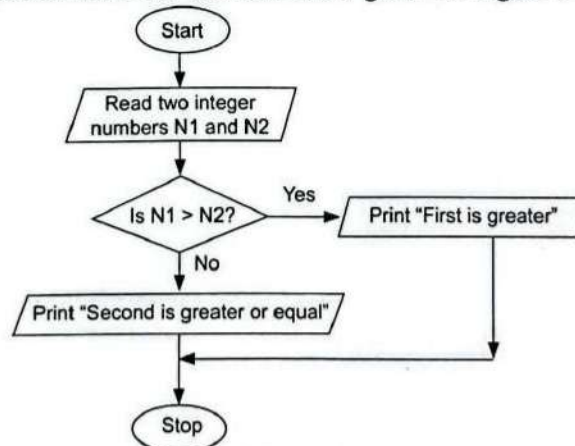 Start
Read two integer
numbers N1 and N2
Is N1 > N2?
Yes
Print “First is greater”
No
Print “Second is greater or equal”
Stop